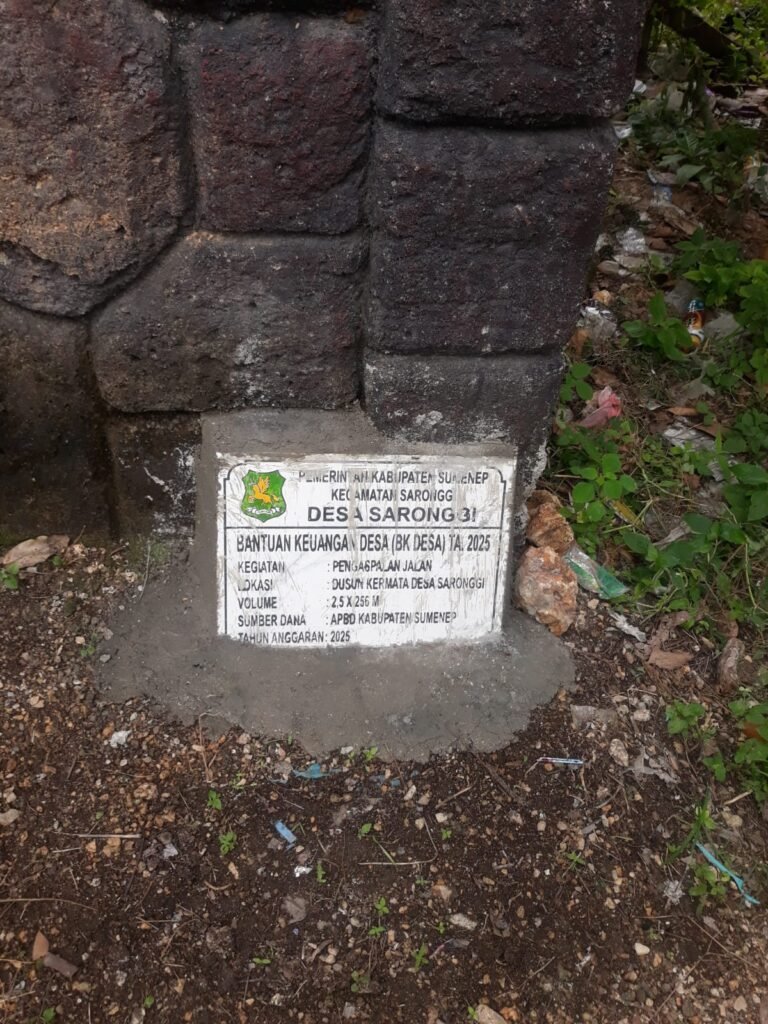 PEMERINTAH KABUPATEN SUMENEP
KECAMATAN SARONGGI
DESA SARONGGI
BANTUAN KEUANGAN DESA (BK DESA) TA. 2025
KEGIATAN : PENGASPALAN JALAN
LOKASI : DUSUN KERMATA DESA SARONGGI
VOLUME : 2,5 X 256 M
SUMBER DANA : APBD KABUPATEN SUMENEP
TAHUN ANGGARAN : 2025